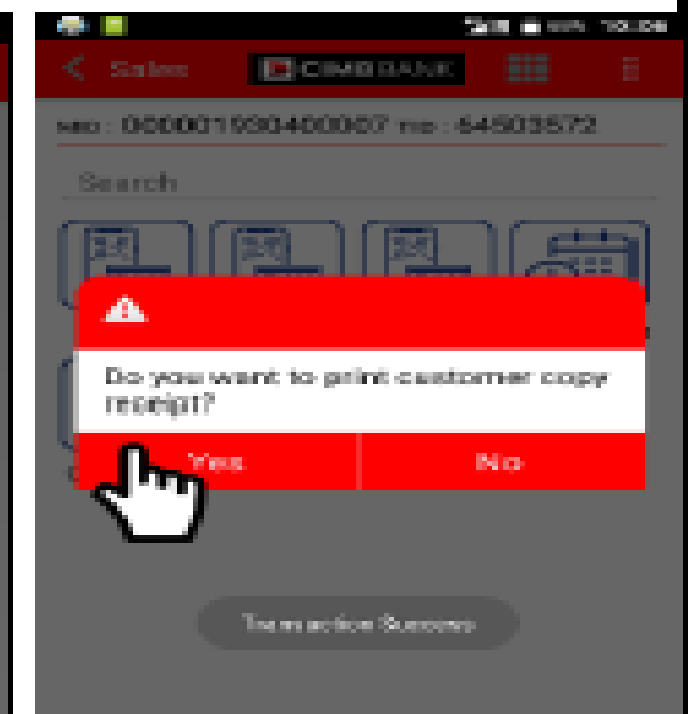 Sales CIMB BANK
MID : 000001990400007 TID : 64503572
Search
Do you want to print customer copy
receipt?
Yes No
Transaction Success